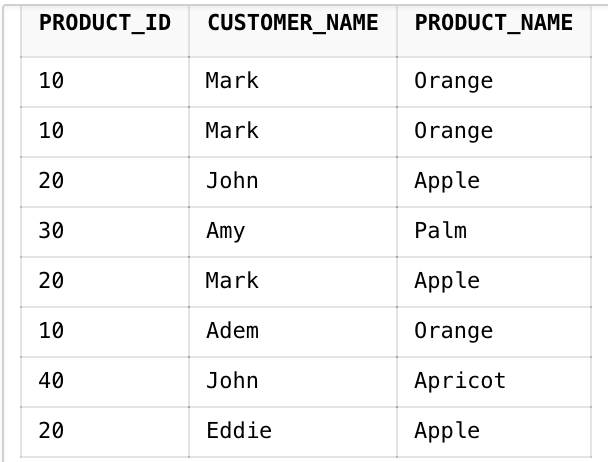 PRODUCT_ID CUSTOMER_NAME PRODUCT_NAME
10 Mark Orange
10 Mark Orange
20 John Apple
30 Amy Palm
20 Mark Apple
10 Adem Orange
40 John Apricot
20 Eddie Apple